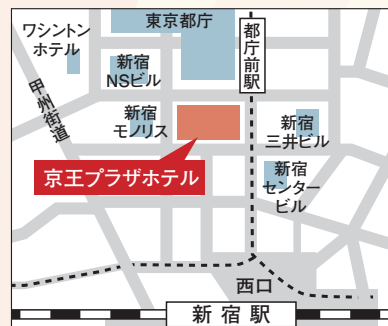 ワシントン
ホテル
東京都庁
都庁前駅
新宿
NSビル
甲州街道
新宿
モノリス
新宿
三井ビル
京王プラザホテル
新宿
センター
ビル
西口
新宿駅